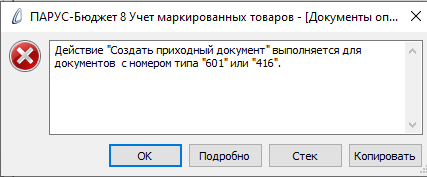 ПАРУС-Бюджет 8 Учет маркированных товаров - [Документы оп...
Действие "Создать приходный документ" выполняется для
документов с номером типа "601" или "416".
ОК
Подробно
Стек
Копировать